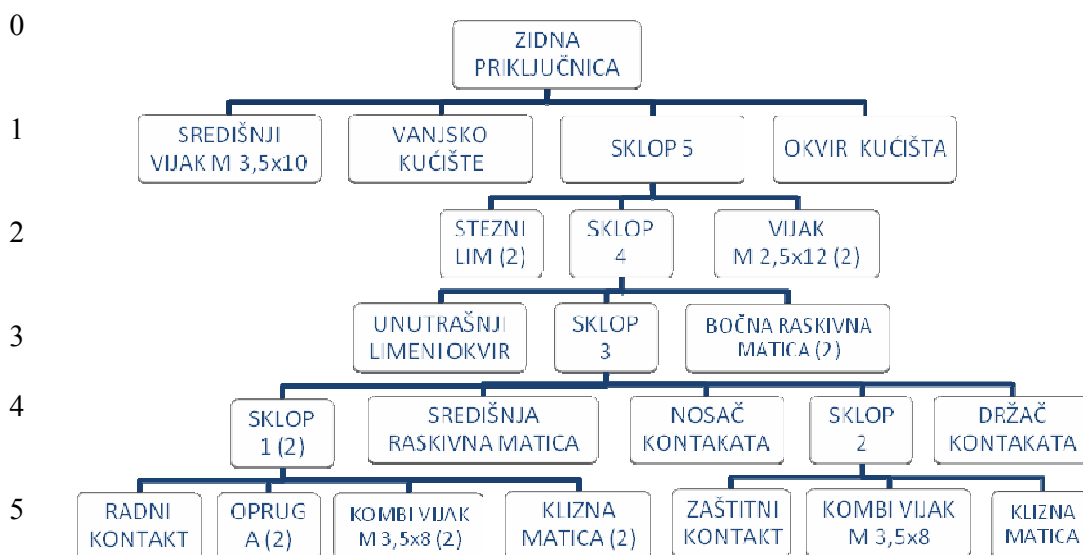 0
ZIDNA
PRIKLJUČNICA
1
SREDIŠNJI
VIJAK M 3,5x10
VANJSKO
KUĆIŠTE
SKLOP 5
OKVIR KUĆIŠTA
2
STEZNI
LIM (2)
SKLOP
4
VIJAK
M 2,5x12 (2)
3
UNUTRAŠNJI
LIMENI OKVIR
SKLOP
3
BOČNA RASKIVNA
MATICA (2)
4
SKLOP
1 (2)
SREDIŠNJA
RASKIVNA MATICA
NOSAČ
KONTAKATA
SKLOP
2
DRŽAČ
KONTAKATA
5
RADNI
KONTAKT
OPRUG
A (2)
KOMBI VIJAK
M 3,5x8 (2)
KLIZNA
MATICA (2)
ZAŠTITNI
KONTAKT
KOMBI VIJAK
M 3,5x8
KLIZNA
MATICA